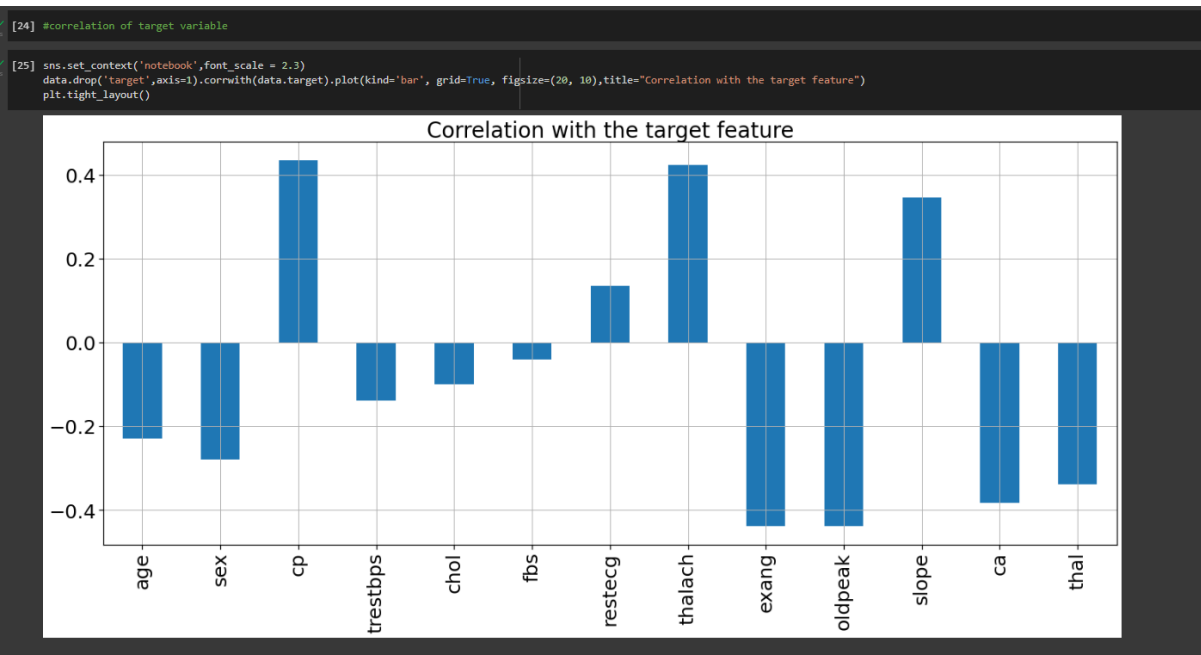 [24] #correlation of target variable
[25] sns.set_context('notebook',font_scale = 2.3)
data.drop('target',axis=1).corrwith(data.target).plot(kind='bar', grid=True, figsize=(20, 10),title="Correlation with the target feature")
plt.tight_layout()
Correlation with the target feature
0.4
0.2
0.0
−0.2
−0.4
age
sex
cp
trestbps
chol
fbs
restecg
thalach
exang
oldpeak
slope
ca
thal